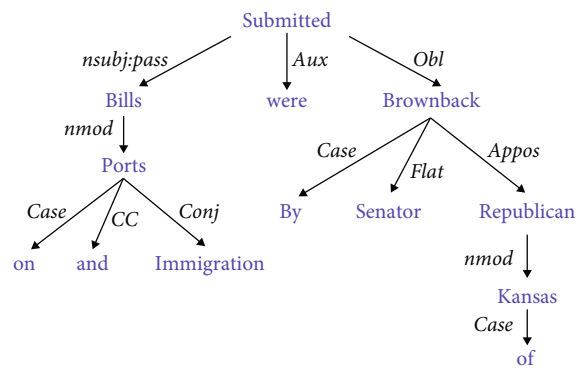 Submitted
nsubj:pass Aux Obl
Bills were Brownback
nmod
Case Flat Appos
Ports
Case CC Conj
By Senator Republican
on and Immigration
nmod
Kansas
Case
of